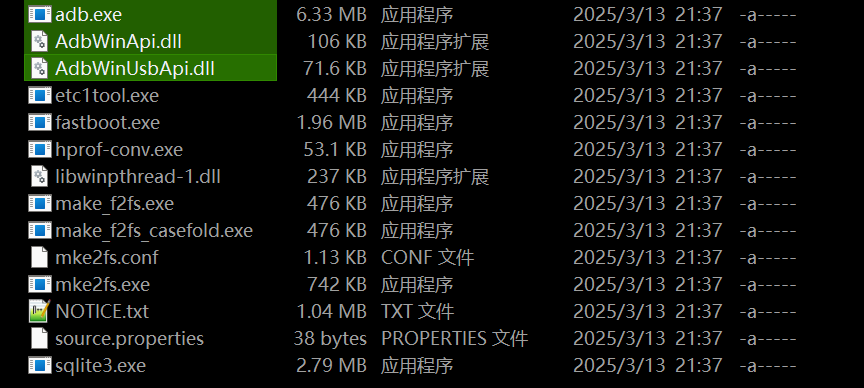 adb.exe 6.33 MB 应用程序 2025/3/13 21:37 -a-----
AdbWinApi.dll 106 KB 应用程序扩展 2025/3/13 21:37 -a-----
AdbWinUsbApi.dll 71.6 KB 应用程序扩展 2025/3/13 21:37 -a-----
etc1tool.exe 444 KB 应用程序 2025/3/13 21:37 -a-----
fastboot.exe 1.96 MB 应用程序 2025/3/13 21:37 -a-----
hprof-conv.exe 53.1 KB 应用程序 2025/3/13 21:37 -a-----
libwinpthread-1.dll 237 KB 应用程序扩展 2025/3/13 21:37 -a-----
make_f2fs.exe 476 KB 应用程序 2025/3/13 21:37 -a-----
make_f2fs_casefold.exe 476 KB 应用程序 2025/3/13 21:37 -a-----
mke2fs.conf 1.13 KB CONF 文件 2025/3/13 21:37 -a-----
mke2fs.exe 742 KB 应用程序 2025/3/13 21:37 -a-----
NOTICE.txt 1.04 MB TXT 文件 2025/3/13 21:37 -a-----
source.properties 38 bytes PROPERTIES 文件 2025/3/13 21:37 -a-----
sqlite3.exe 2.79 MB 应用程序 2025/3/13 21:37 -a-----